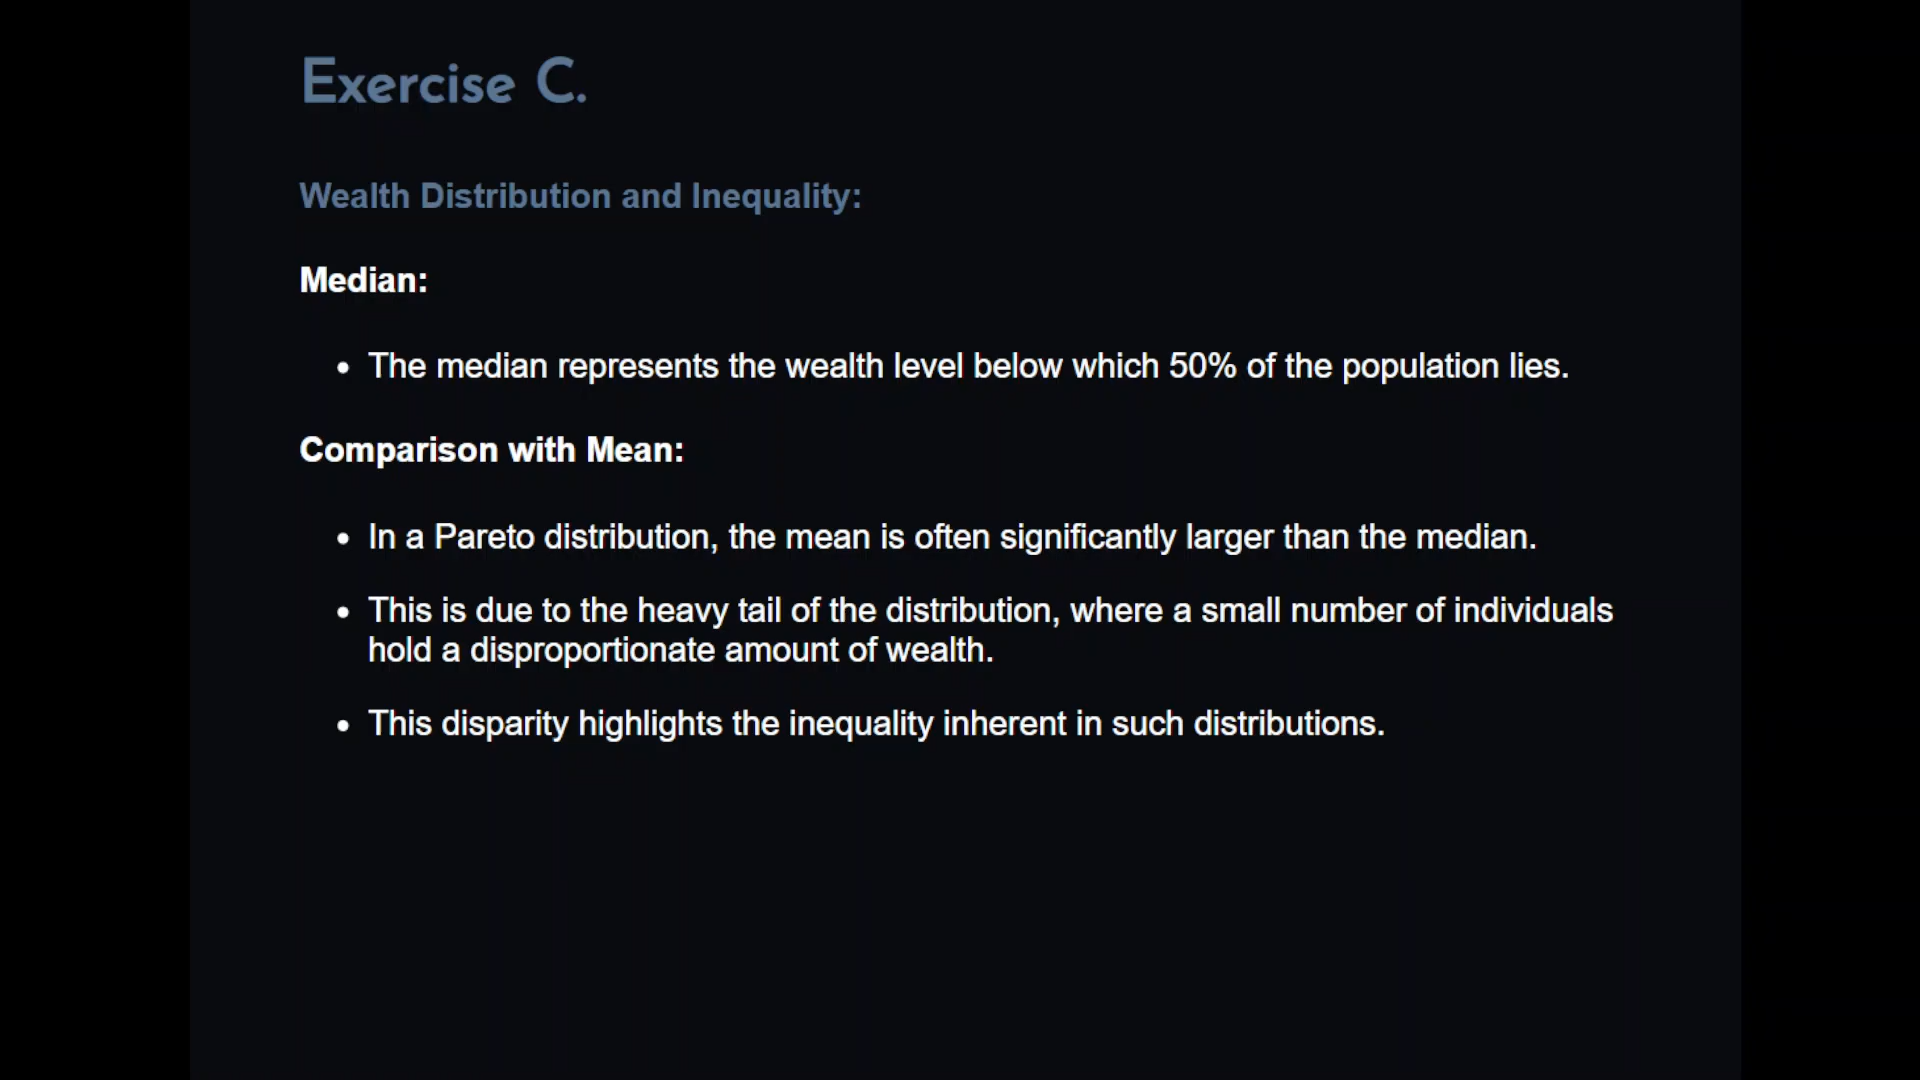 Exercise C.
Wealth Distribution and Inequality:
Median:
• The median represents the wealth level below which 50% of the population lies.
Comparison with Mean:
• In a Pareto distribution, the mean is often significantly larger than the median.
• This is due to the heavy tail of the distribution, where a small number of individuals
hold a disproportionate amount of wealth.
• This disparity highlights the inequality inherent in such distributions.